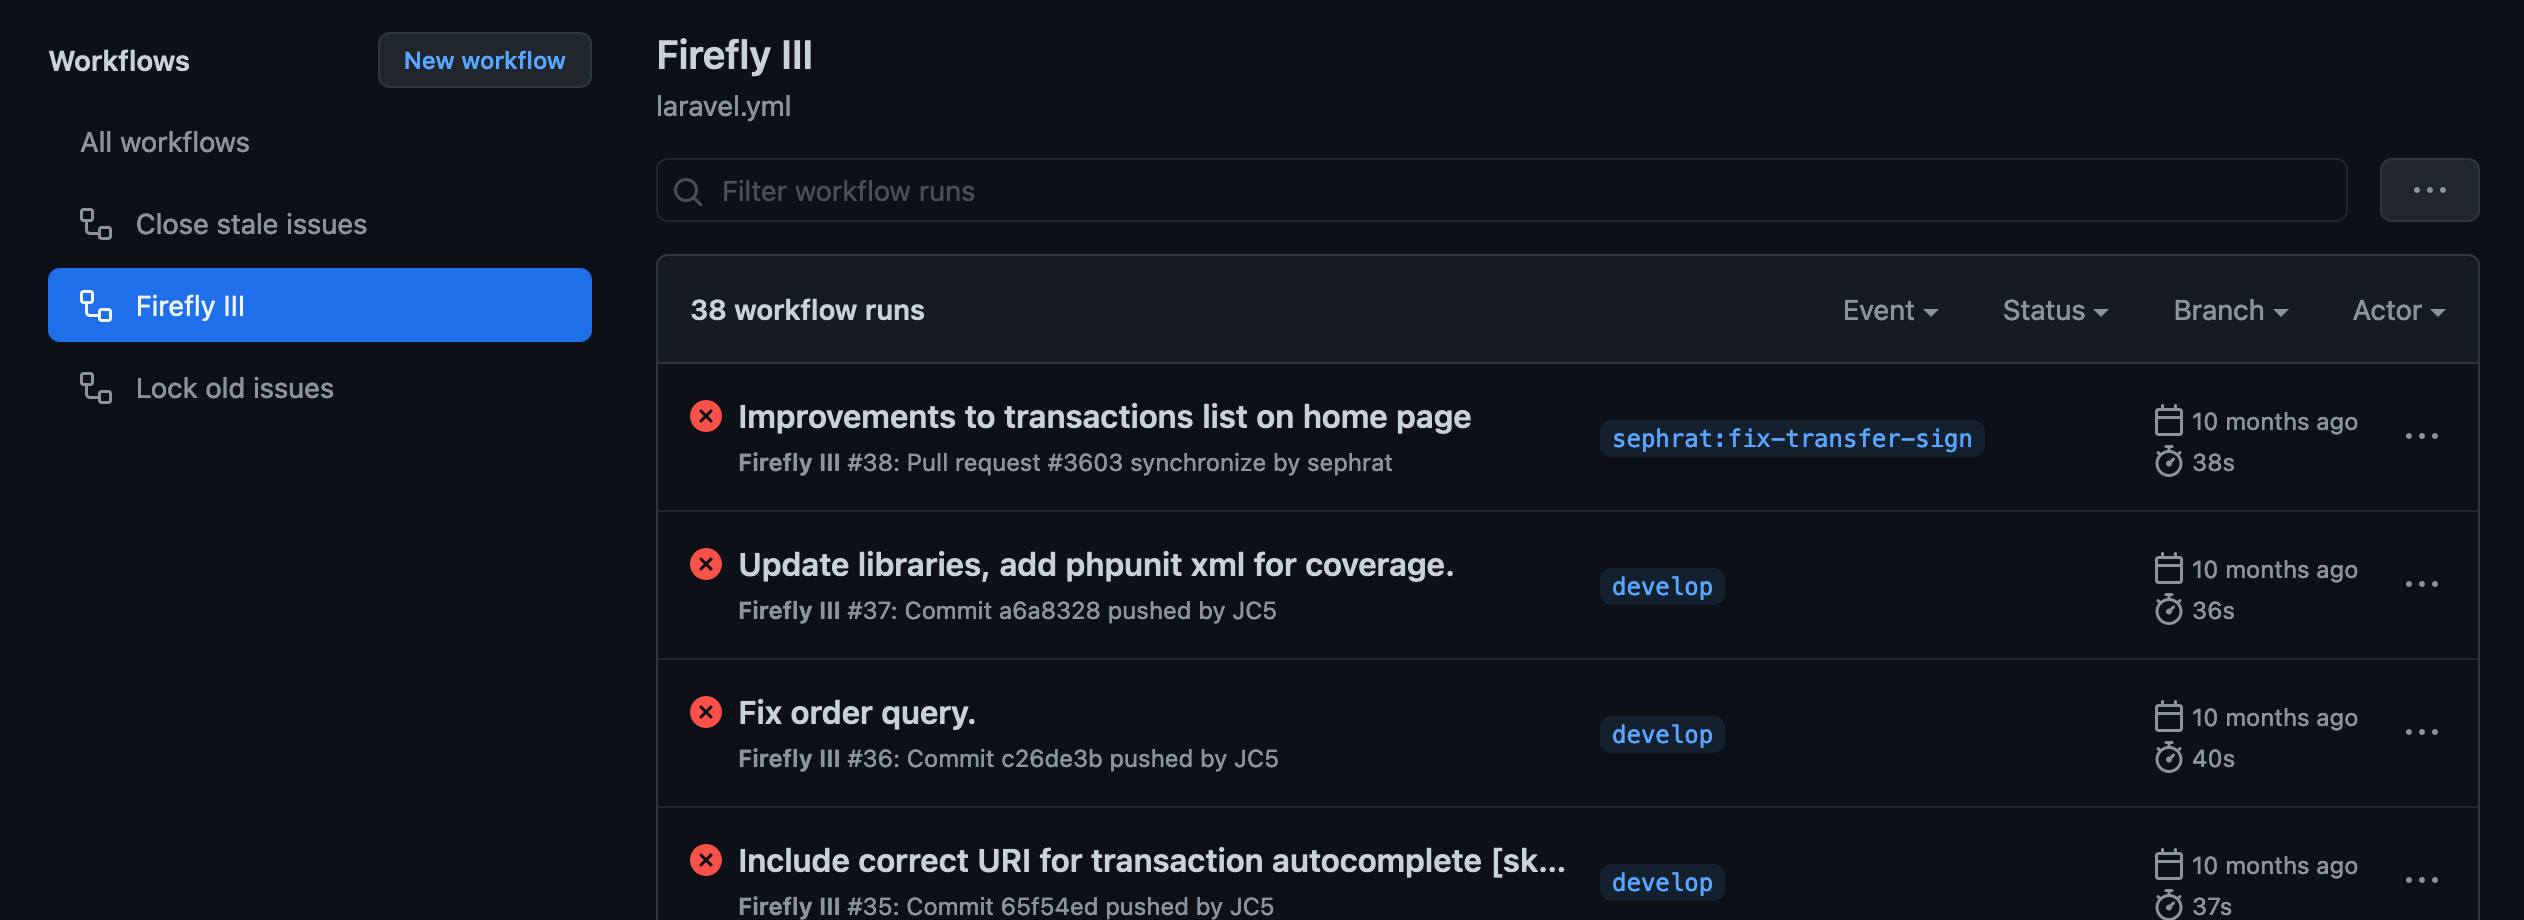 Workflows
New workflow
All workflows
Close stale issues
Firefly III
Lock old issues
Firefly III
laravel.yml
Filter workflow runs
38 workflow runs
Event
Status
Branch
Actor
Improvements to transactions list on home page
Firefly III #38: Pull request #3603 synchronize by sephrat
sephrat:fix-transfer-sign
10 months ago
38s
Update libraries, add phpunit xml for coverage.
Firefly III #37: Commit a6a8328 pushed by JC5
develop
10 months ago
36s
Fix order query.
Firefly III #36: Commit c26de3b pushed by JC5
develop
10 months ago
40s
Include correct URI for transaction autocomplete [sk...
Firefly III #35: Commit 65f54ed pushed by JC5
develop
10 months ago
37s